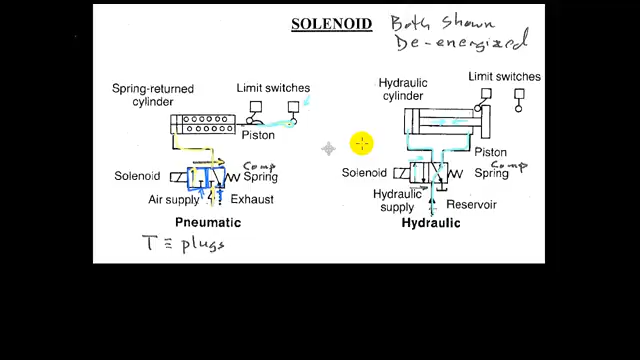 SOLENOID
Both Shown
De-energized
Spring-returned
cylinder
Limit switches
Piston
Solenoid
Comp
Spring
Air supply
Exhaust
Pneumatic
T ≡ plugs
Hydraulic
cylinder
Limit switches
Piston
Solenoid
Comp
Spring
Hydraulic
supply
Reservoir
Hydraulic